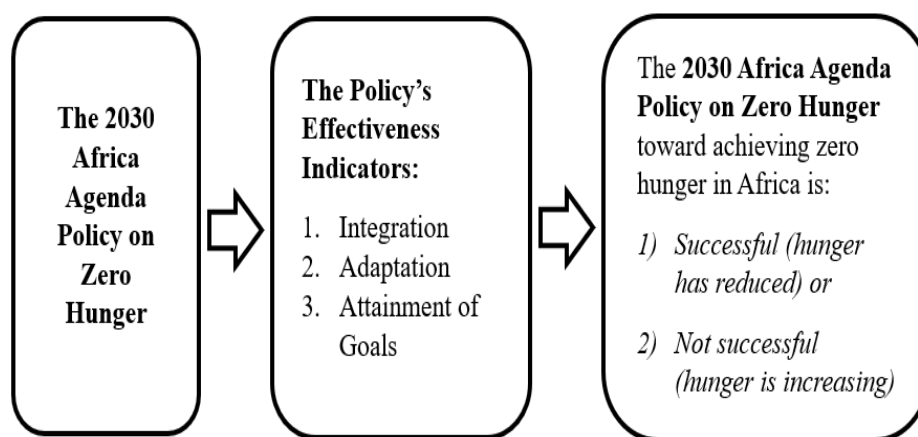 The 2030
Africa
Agenda
Policy on
Zero
Hunger
The Policy's
Effectiveness
Indicators:
1. Integration
2. Adaptation
3. Attainment of
Goals
The 2030 Africa Agenda
Policy on Zero Hunger
toward achieving zero
hunger in Africa is:
1) Successful (hunger
has reduced) or
2) Not successful
(hunger is increasing)